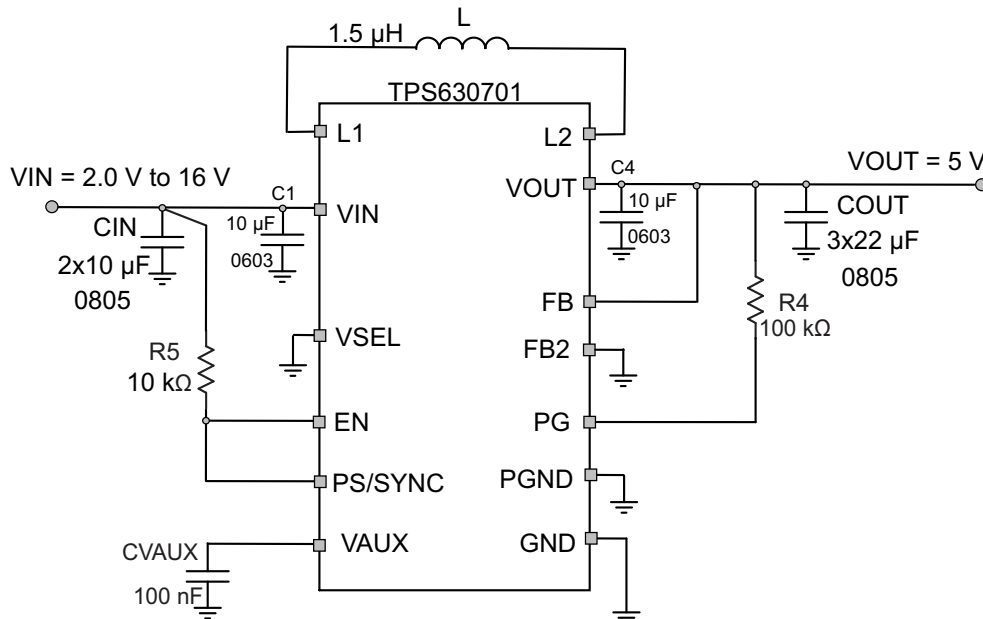 L
1.5 µH
TPS630701
L1
L2
VIN = 2.0 V to 16 V
C1
VIN
10 µF
0603
CIN
2x10 µF
0805
VOUT = 5 V
C4
VOUT
10 µF
0603
COUT
3x22 µF
0805
FB
R4
100 kΩ
VSEL
FB2
R5
10 kΩ
EN
PG
PS/SYNC
PGND
VAUX
GND
CVAUX
100 nF